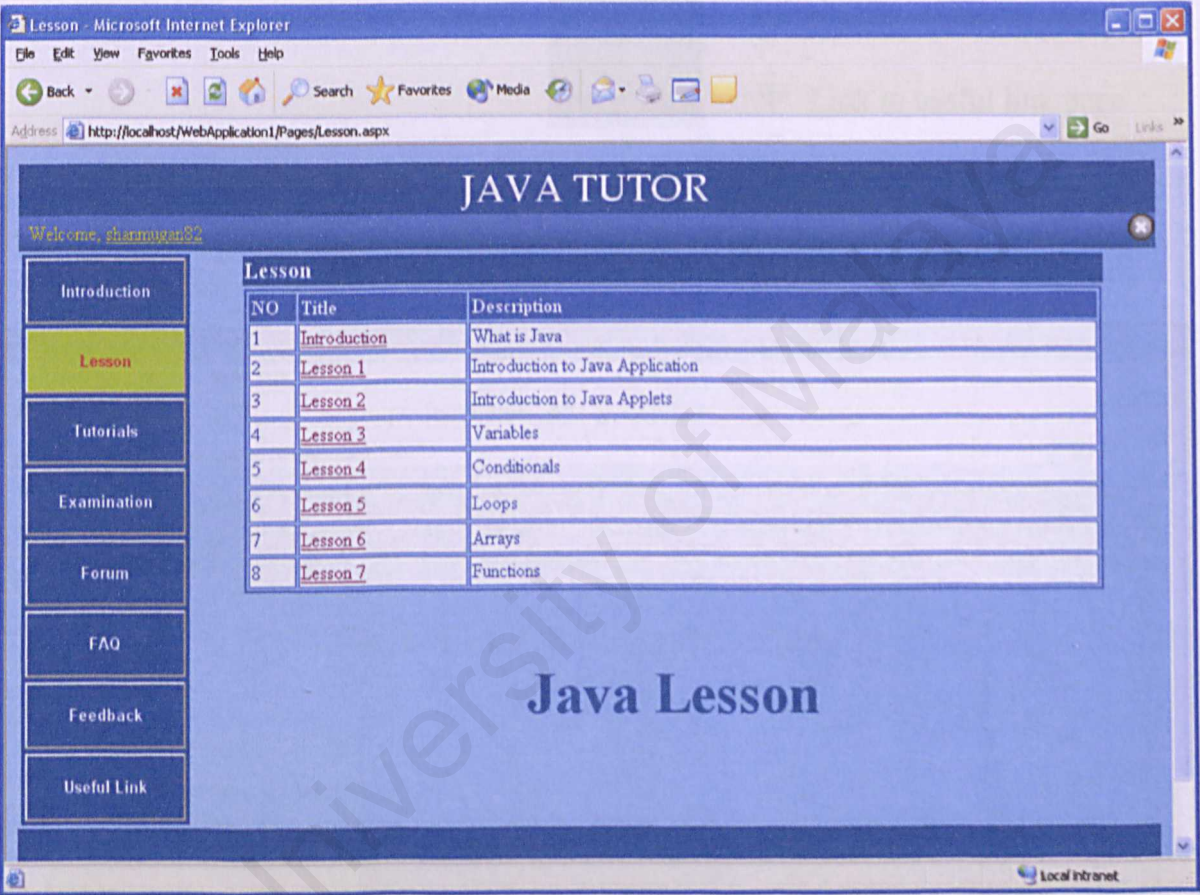 Lesson - Microsoft Internet Explorer
File Edit View Favorites Tools Help
Back Search Favorites Media
Address http://localhost/WebApplication1/Pages/Lesson.aspx Go Links »
JAVA TUTOR
Welcome, shanmugan82
Introduction
Lesson
Tutorials
Examination
Forum
FAQ
Feedback
Useful Link
Lesson
NO Title Description
1 Introduction What is Java
2 Lesson 1 Introduction to Java Application
3 Lesson 2 Introduction to Java Applets
4 Lesson 3 Variables
5 Lesson 4 Conditionals
6 Lesson 5 Loops
7 Lesson 6 Arrays
8 Lesson 7 Functions
Java Lesson
Local intranet
University of Malaya